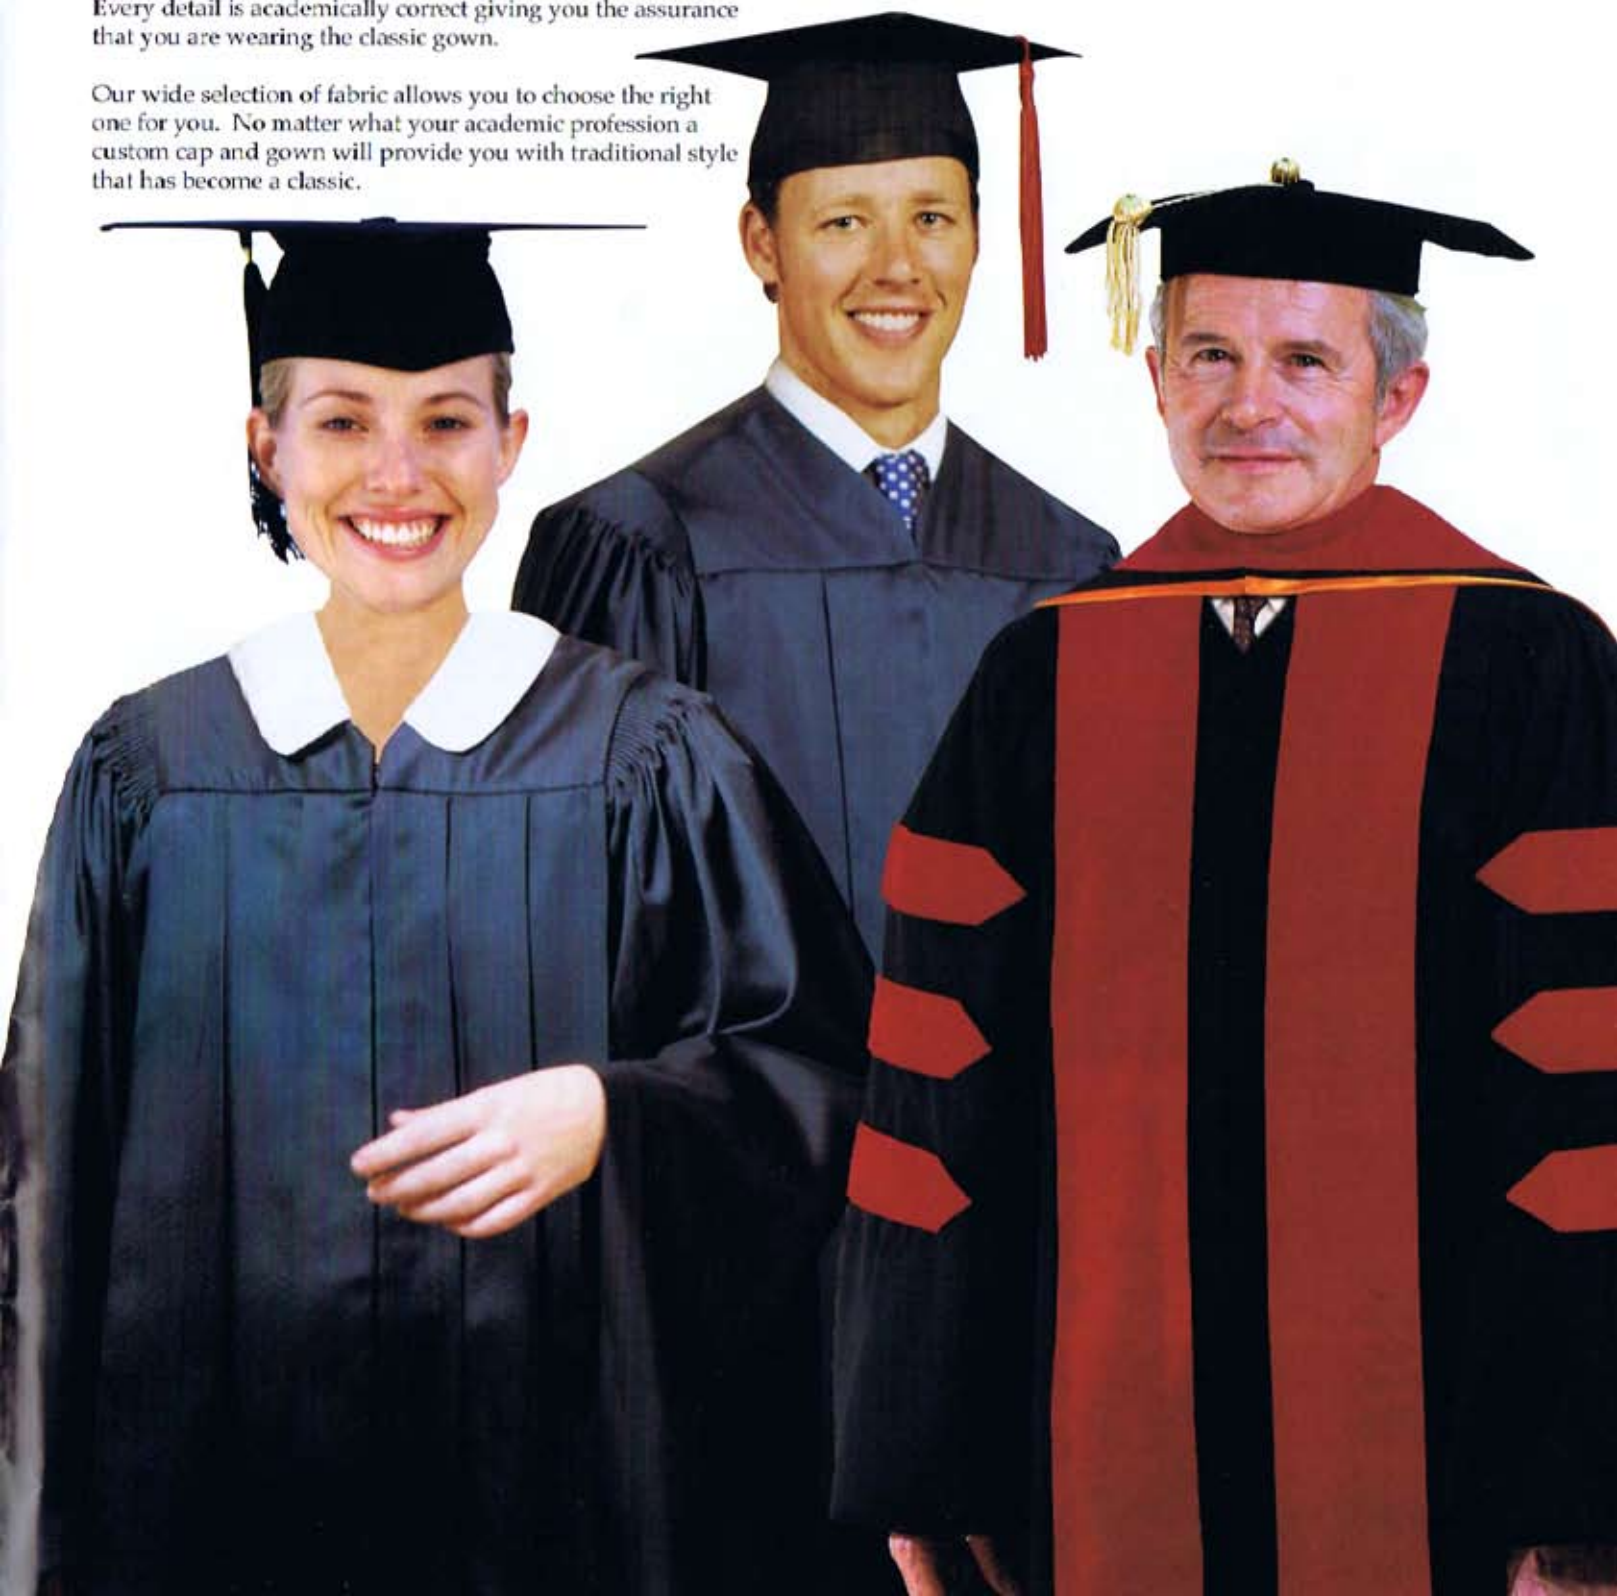 Every detail is academically correct giving you the assurance
that you are wearing the classic gown.
Our wide selection of fabric allows you to choose the right
one for you. No matter what your academic profession a
custom cap and gown will provide you with traditional style
that has become a classic.